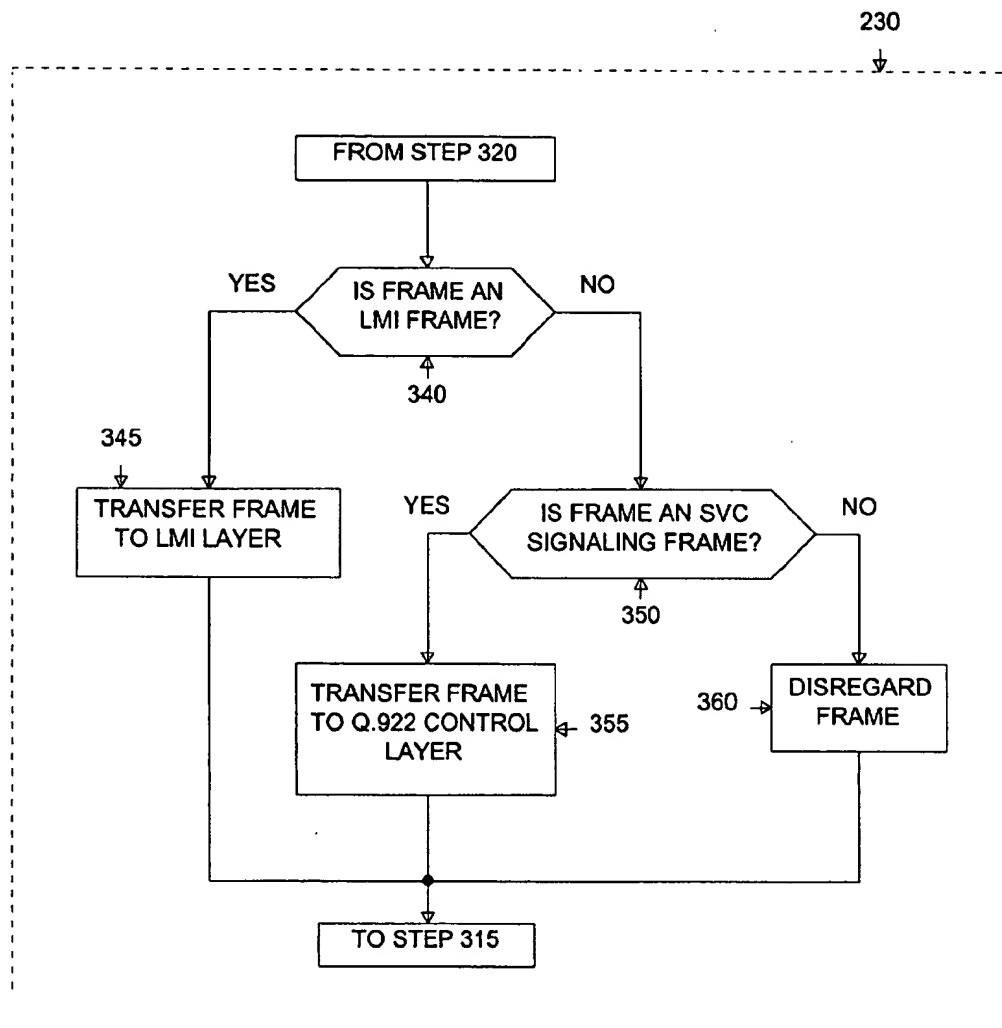 230
FROM STEP 320
YES
IS FRAME AN
LMI FRAME?
NO
340
345
TRANSFER FRAME
TO LMI LAYER
YES
IS FRAME AN SVC
SIGNALING FRAME?
NO
350
TRANSFER FRAME
TO Q.922 CONTROL
LAYER
355
360
DISREGARD
FRAME
TO STEP 315